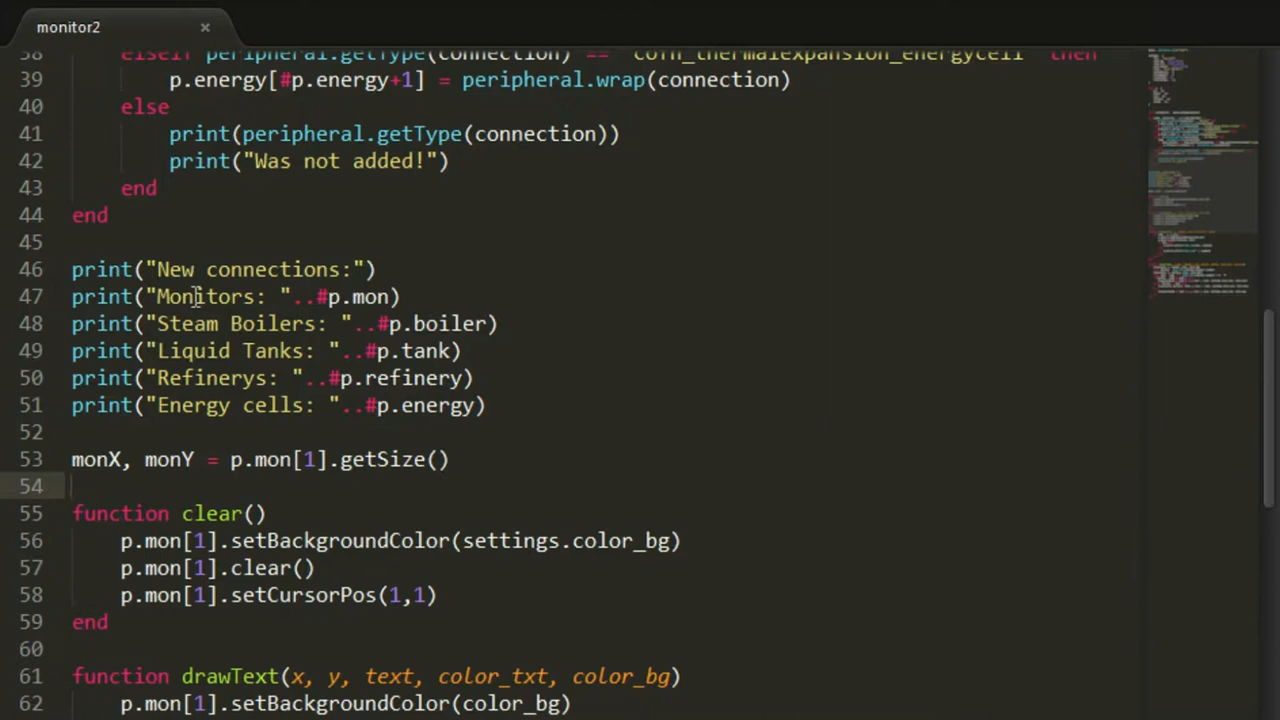 monitor2 ×
38 elseif peripheral.getType(connection) == "cofh_thermalexpansion_energycell" then
39 p.energy[#p.energy+1] = peripheral.wrap(connection)
40 else
41 print(peripheral.getType(connection))
42 print("Was not added!")
43 end
44 end
45
46 print("New connections:")
47 print("Monitors: "..#p.mon)
48 print("Steam Boilers: "..#p.boiler)
49 print("Liquid Tanks: "..#p.tank)
50 print("Refinerys: "..#p.refinery)
51 print("Energy cells: "..#p.energy)
52
53 monX, monY = p.mon[1].getSize()
54
55 function clear()
56 p.mon[1].setBackgroundColor(settings.color_bg)
57 p.mon[1].clear()
58 p.mon[1].setCursorPos(1,1)
59 end
60
61 function drawText(x, y, text, color_txt, color_bg)
62 p.mon[1].setBackgroundColor(color_bg)